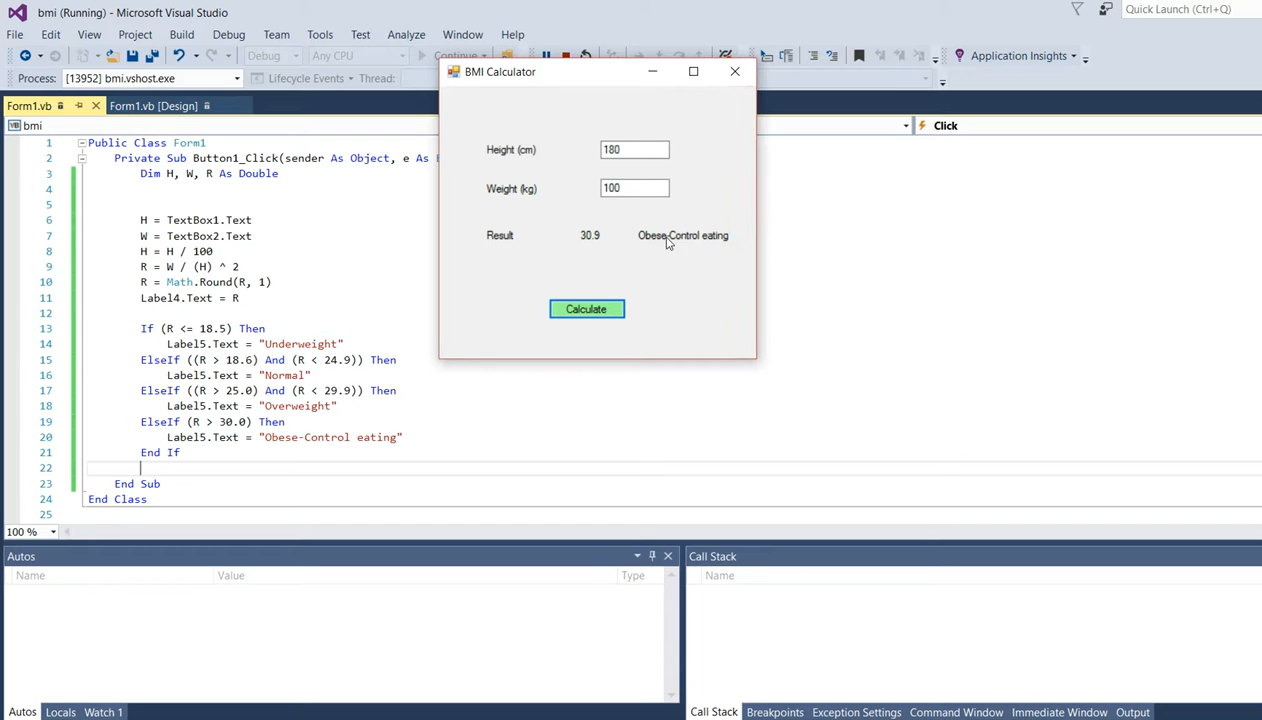 bmi (Running) - Microsoft Visual Studio
Quick Launch (Ctrl+Q)
File Edit View Project Build Debug Team Tools Test Analyze Window Help
Debug Any CPU Continue Application Insights
Process: [13952] bmi.vshost.exe Lifecycle Events Thread:
Form1.vb Form1.vb [Design]
bmi Click
1 Public Class Form1
2 Private Sub Button1_Click(sender As Object, e As
3 Dim H, W, R As Double
4
5
6 H = TextBox1.Text
7 W = TextBox2.Text
8 H = H / 100
9 R = W / (H) ^ 2
10 R = Math.Round(R, 1)
11 Label4.Text = R
12
13 If (R <= 18.5) Then
14 Label5.Text = "Underweight"
15 ElseIf ((R > 18.6) And (R < 24.9)) Then
16 Label5.Text = "Normal"
17 ElseIf ((R > 25.0) And (R < 29.9)) Then
18 Label5.Text = "Overweight"
19 ElseIf (R > 30.0) Then
20 Label5.Text = "Obese-Control eating"
21 End If
22
23 End Sub
24 End Class
25
BMI Calculator
Height (cm) 180
Weight (kg) 100
Result 30.9 Obese-Control eating
Calculate
100 %
Autos
Name Value Type
Call Stack
Name
Autos Locals Watch 1
Call Stack Breakpoints Exception Settings Command Window Immediate Window Output